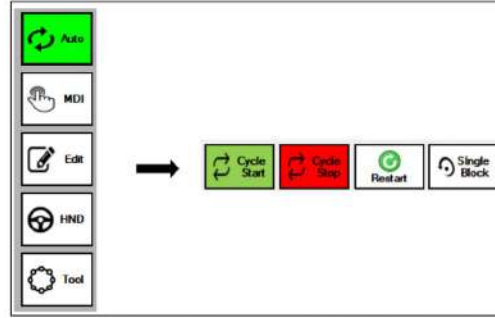 Auto
MDI
Edit
HND
Tool
Cycle
Start
Cycle
Stop
Restart
Single
Block